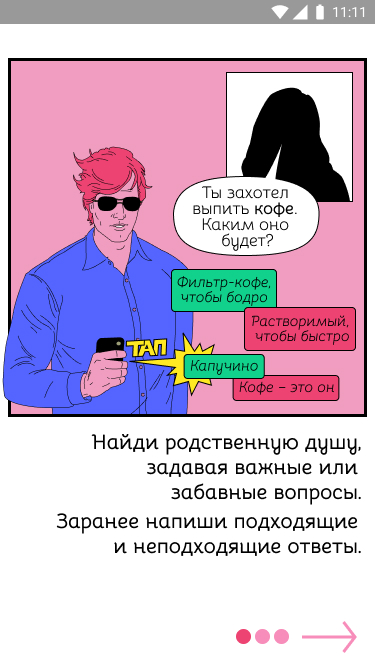 11:11
Ты захотел
выпить кофе.
Каким оно
будет?
Фильтр-кофе,
чтобы бодро
Растворимый,
чтобы быстро
ТАП
Капучино
Кофе – это он
Найди родственную душу,
задавая важные или
забавные вопросы.
Заранее напиши подходящие
и неподходящие ответы.